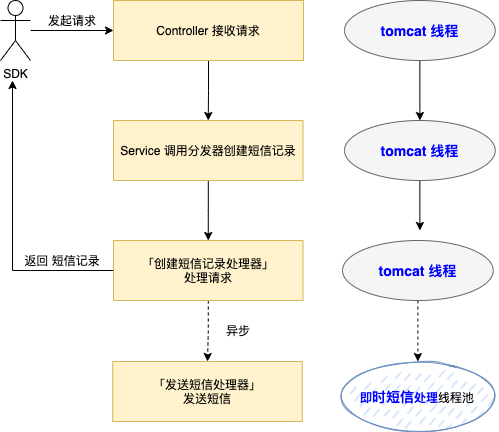 发起请求
Controller 接收请求
tomcat 线程
SDK
Service 调用分发器创建短信记录
tomcat 线程
返回 短信记录
「创建短信记录处理器」
处理请求
tomcat 线程
异步
「发送短信处理器」
发送短信
即时短信处理线程池